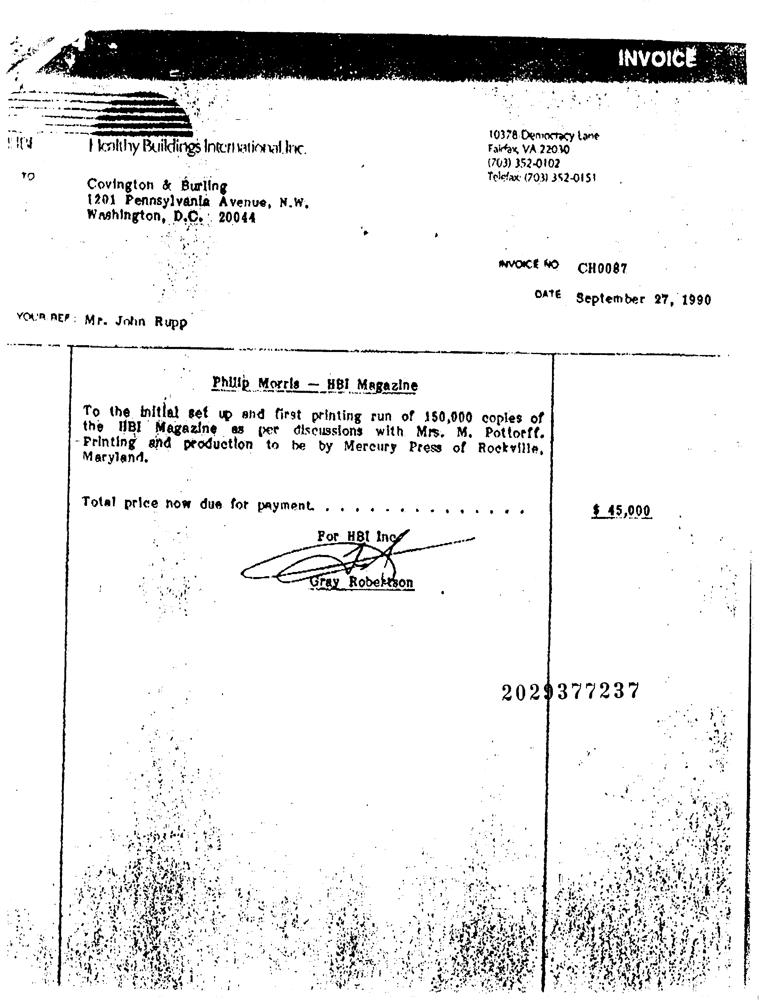 INVOICE
HBI
Healthy Buildings International, Inc.
10378 Democracy Lane
Fairfax, VA 22030
(703) 352-0102
Telefax: (703) 352-0151
TO
Covington & Burling
1201 Pennsylvania Avenue, N.W.
Washington, D.C. 20044
INVOICE NO CH0087
DATE September 27, 1990
YOUR REF: Mr. John Rupp
Philip Morris — HBI Magazine
To the initial set up and first printing run of 150,000 copies of
the HBI Magazine as per discussions with Mrs. M. Pottorff.
Printing and production to be by Mercury Press of Rockville,
Maryland.
Total price now due for payment. . . . . . . . . . . . . . . $ 45,000
For HBI Inc
Gray Robertson
2029377237